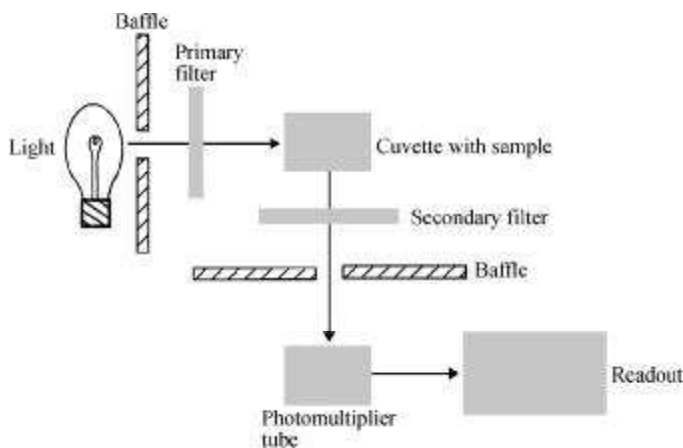 Baffle
Primary
filter
Light
Cuvette with sample
Secondary filter
Baffle
Photomultiplier
tube
Readout